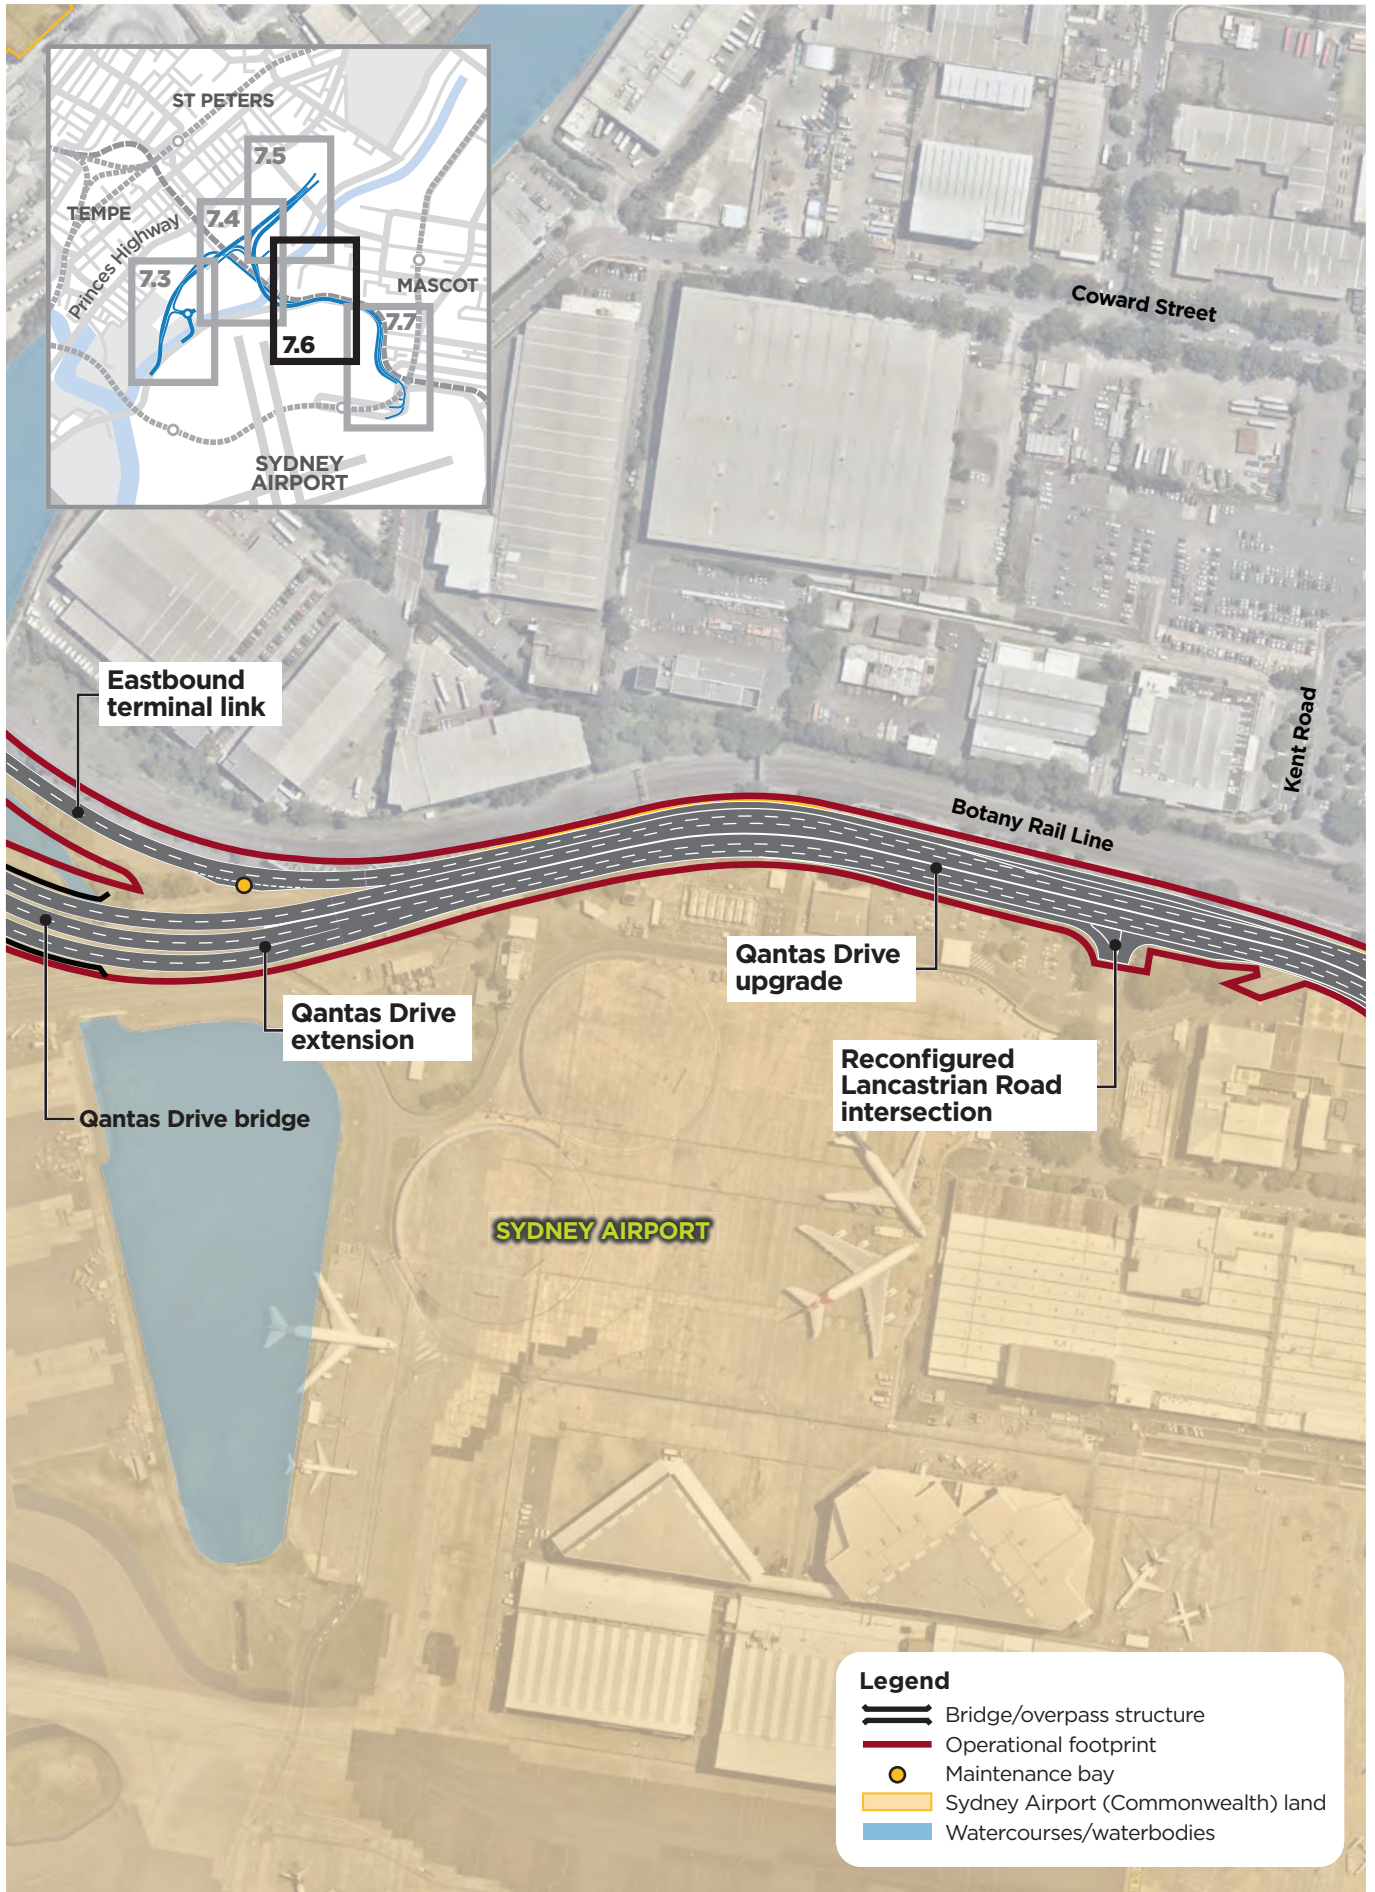 ST PETERS
7.5
TEMPE
7.4
Princes Highway
7.3
MASCOT
7.7
7.6
SYDNEY
AIRPORT
Coward Street
Eastbound
terminal link
Kent Road
Botany Rail Line
Qantas Drive
upgrade
Qantas Drive
extension
Reconfigured
Lancastrian Road
intersection
Qantas Drive bridge
SYDNEY AIRPORT
Legend
Bridge/overpass structure
Operational footprint
Maintenance bay
Sydney Airport (Commonwealth) land
Watercourses/waterbodies